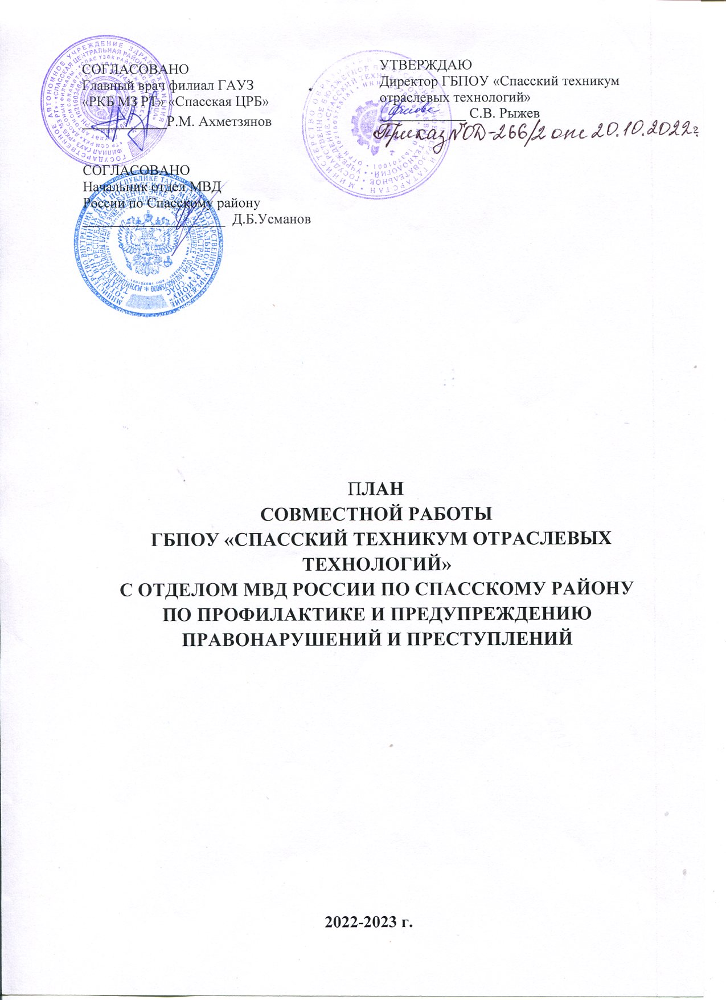 СОГЛАСОВАНО
Главный врач филиал ГАУЗ
«РКБ МЗ РТ» «Спасская ЦРБ»
____________Р.М. Ахметзянов
УТВЕРЖДАЮ
Директор ГБПОУ «Спасский техникум
отраслевых технологий»
____________ С.В. Рыжев
Приказ №ОД-266/2 от 20.10.2022г.
СОГЛАСОВАНО
Начальник отдел МВД
России по Спасскому району
____________________ Д.Б.Усманов
ПЛАН
СОВМЕСТНОЙ РАБОТЫ
ГБПОУ «СПАССКИЙ ТЕХНИКУМ ОТРАСЛЕВЫХ
ТЕХНОЛОГИЙ»
С ОТДЕЛОМ МВД РОССИИ ПО СПАССКОМУ РАЙОНУ
ПО ПРОФИЛАКТИКЕ И ПРЕДУПРЕЖДЕНИЮ
ПРАВОНАРУШЕНИЙ И ПРЕСТУПЛЕНИЙ
2022-2023 г.